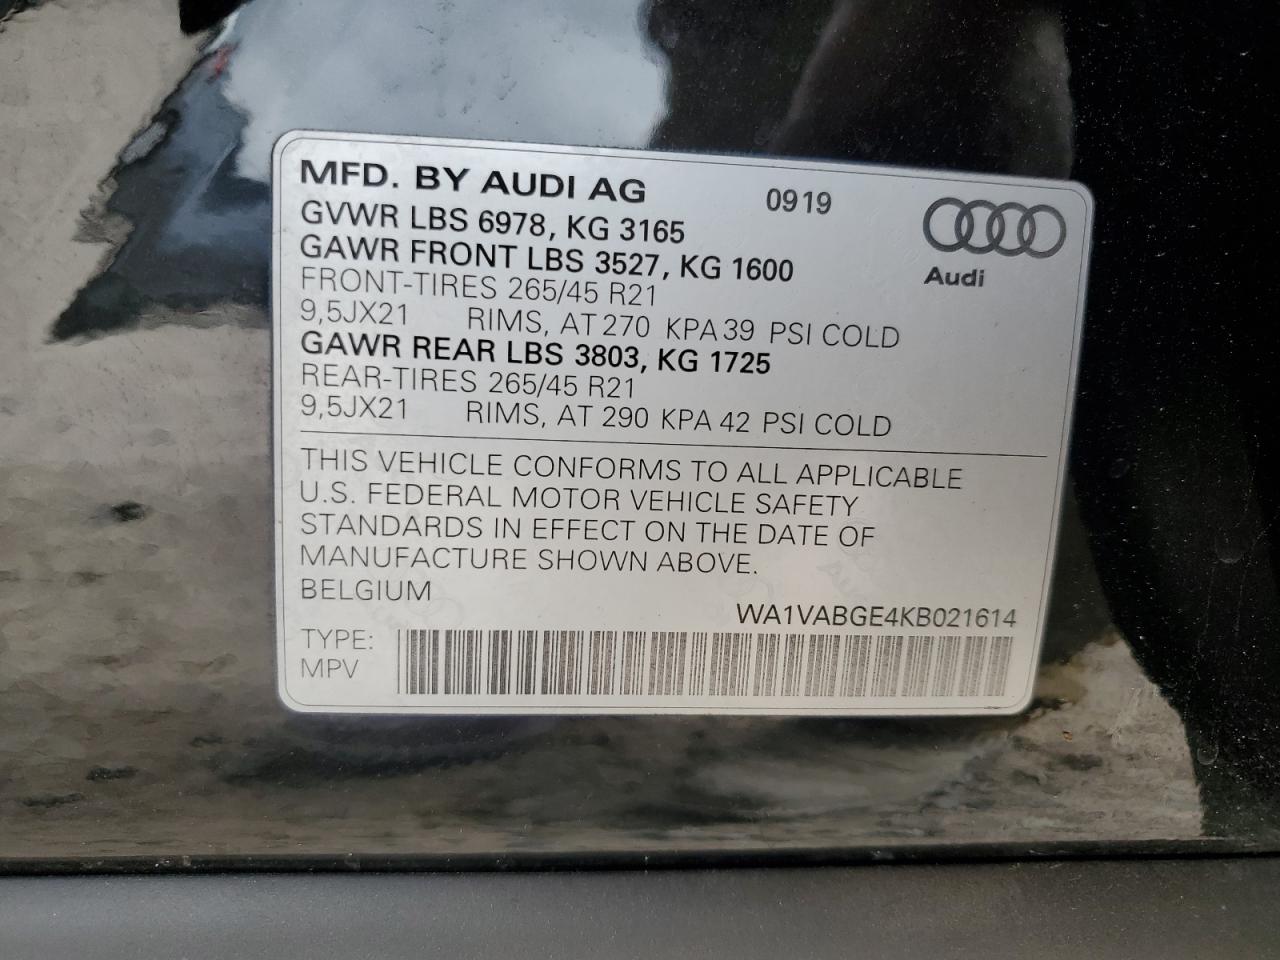 MFD. BY AUDI AG 0919
GVWR LBS 6978, KG 3165
GAWR FRONT LBS 3527, KG 1600
Audi
FRONT-TIRES 265/45 R21
9,5JX21 RIMS, AT 270 KPA 39 PSI COLD
GAWR REAR LBS 3803, KG 1725
REAR-TIRES 265/45 R21
9,5JX21 RIMS, AT 290 KPA 42 PSI COLD
THIS VEHICLE CONFORMS TO ALL APPLICABLE
U.S. FEDERAL MOTOR VEHICLE SAFETY
STANDARDS IN EFFECT ON THE DATE OF
MANUFACTURE SHOWN ABOVE.
BELGIUM
WA1VABGE4KB021614
TYPE:
MPV